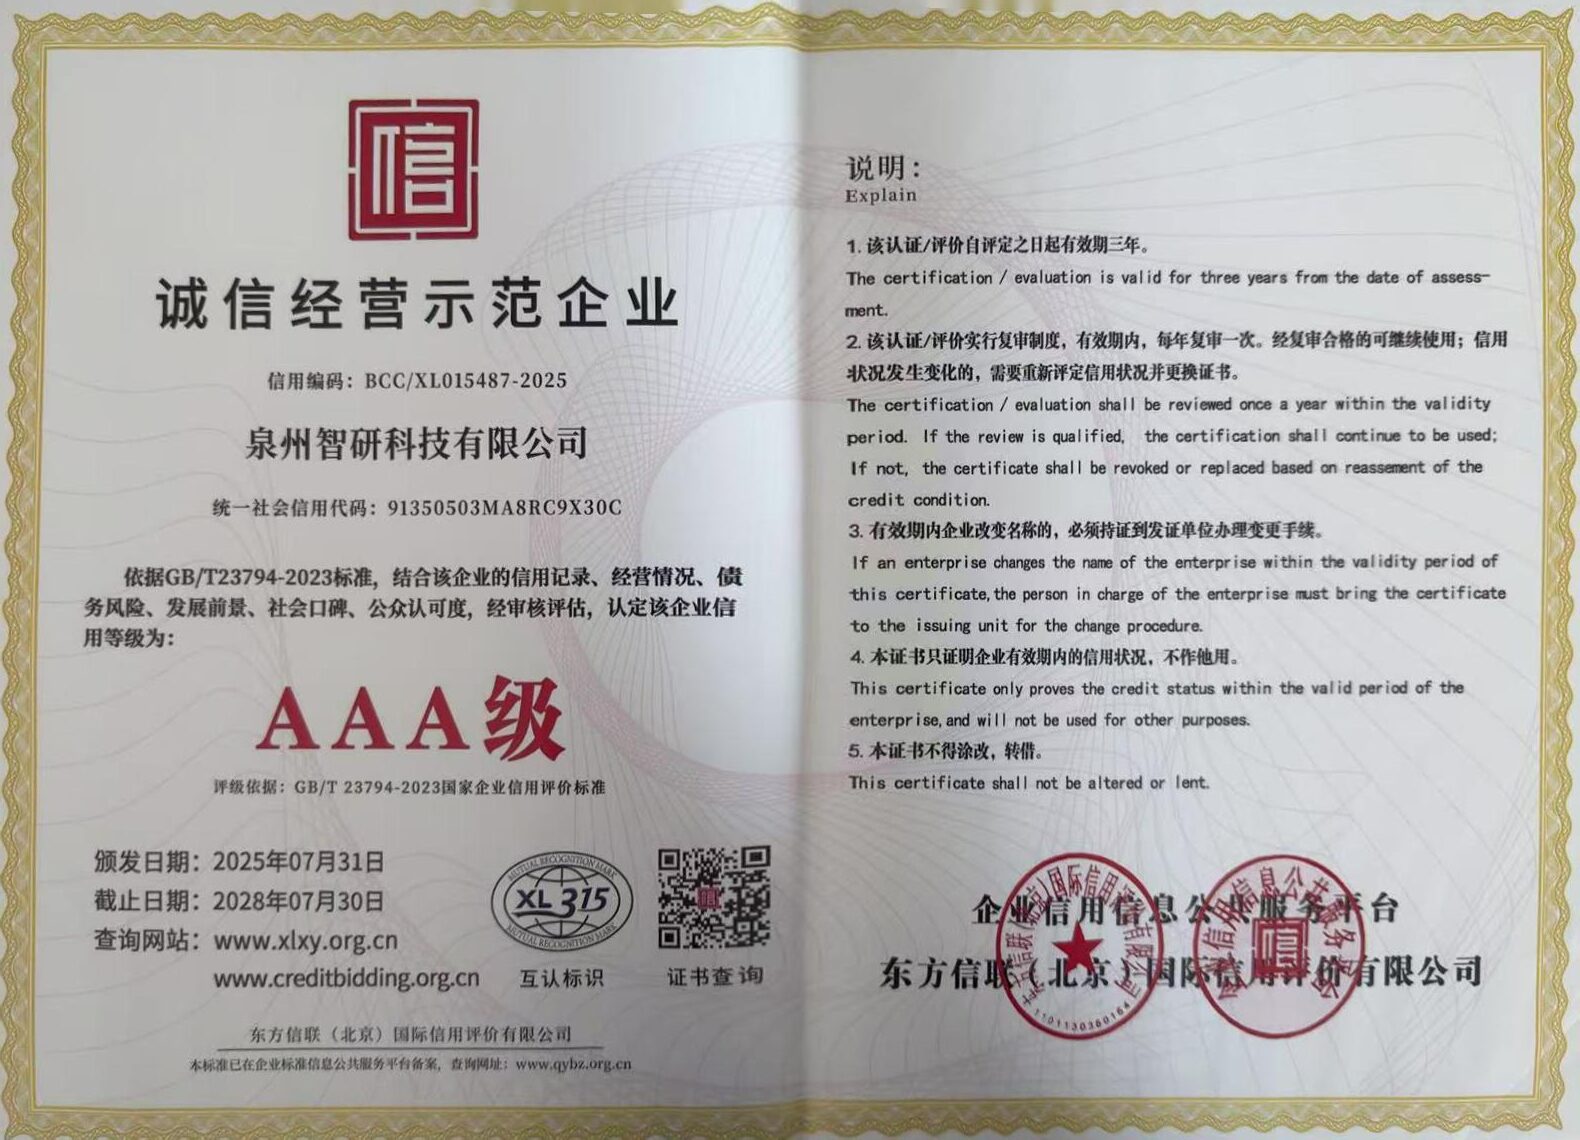 信
诚信经营示范企业
信用编码：BCC/XL015487-2025
泉州智研科技有限公司
统一社会信用代码：91350503MA8RC9X30C
依据GB/T23794-2023标准，结合该企业的信用记录、经营情况、债
务风险、发展前景、社会口碑、公众认可度，经审核评估，认定该企业信
用等级为：
AAA级
评级依据：GB/T 23794-2023国家企业信用评价标准
颁发日期：2025年07月31日
截止日期：2028年07月30日
查询网站：www.xlxy.org.cn
www.creditbidding.org.cn
MUTUAL RECOGNITION MARK
XL 315
MUTUAL RECOGNITION MARK
互认标识
证书查询
东方信联（北京）国际信用评价有限公司
本标准已在企业标准信息公共服务平台备案，查询网址：www.qybz.org.cn
说明：
Explain
1. 该认证/评价自评定之日起有效期三年。
The certification / evaluation is valid for three years from the date of assess-
ment.
2. 该认证/评价实行复审制度，有效期内，每年复审一次。经复审合格的可继续使用；信用
状况发生变化的，需要重新评定信用状况并更换证书。
The certification / evaluation shall be reviewed once a year within the validity
period. If the review is qualified, the certification shall continue to be used;
If not, the certificate shall be revoked or replaced based on reassement of the
credit condition.
3. 有效期内企业改变名称的，必须持证到发证单位办理变更手续。
If an enterprise changes the name of the enterprise within the validity period of
this certificate,the person in charge of the enterprise must bring the certificate
to the issuing unit for the change procedure.
4. 本证书只证明企业有效期内的信用状况，不作他用。
This certificate only proves the credit status within the valid period of the
enterprise,and will not be used for other purposes.
5. 本证书不得涂改，转借。
This certificate shall not be altered or lent.
企业信用信息公共服务平台
东方信联（北京）国际信用评价有限公司